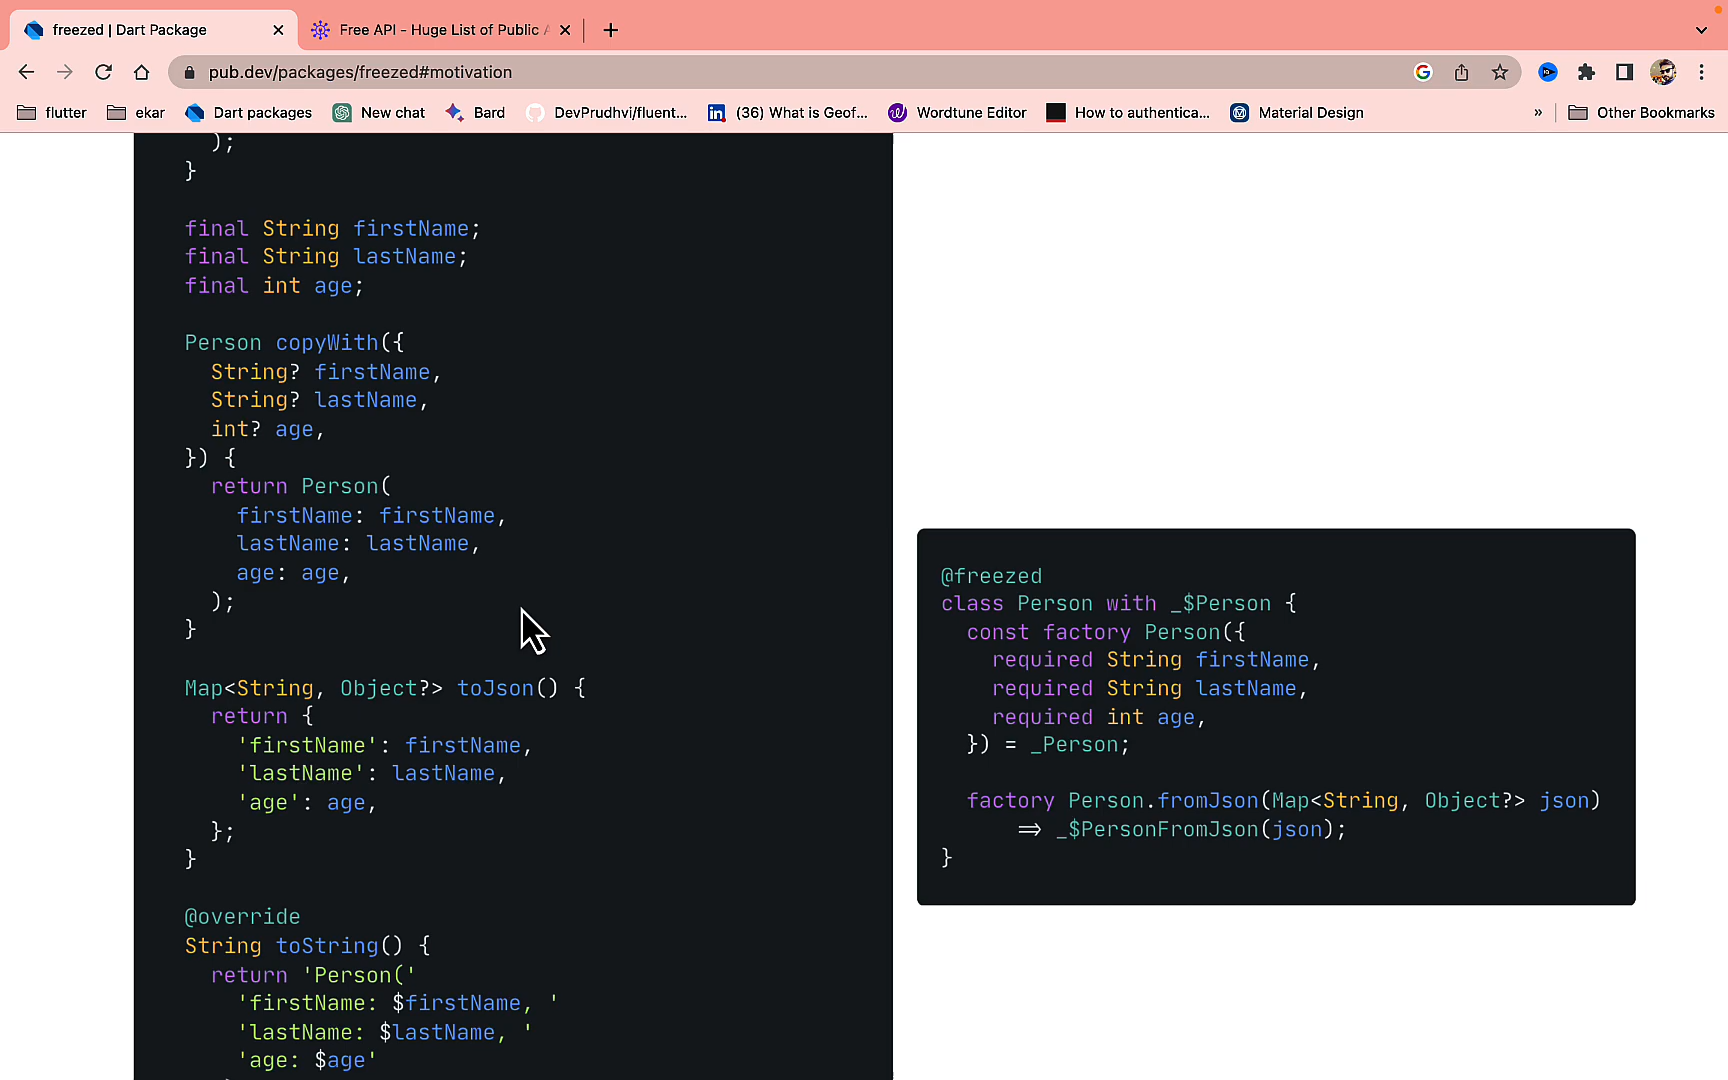 freezed | Dart Package
Free API - Huge List of Public
pub.dev/packages/freezed#motivation
flutter
ekar
Dart packages
New chat
Bard
DevPrudhvi/fluent...
(36) What is Geof...
Wordtune Editor
How to authentica...
Material Design
»
Other Bookmarks
);
}
final String firstName;
final String lastName;
final int age;
Person copyWith({
String? firstName,
String? lastName,
int? age,
}) {
return Person(
firstName: firstName,
lastName: lastName,
age: age,
);
}
Map<String, Object?> toJson() {
return {
'firstName': firstName,
'lastName': lastName,
'age': age,
};
}
@override
String toString() {
return 'Person('
'firstName: $firstName, '
'lastName: $lastName, '
'age: $age'
@freezed
class Person with _$Person {
const factory Person({
required String firstName,
required String lastName,
required int age,
}) = _Person;
factory Person.fromJson(Map<String, Object?> json)
=> _$PersonFromJson(json);
}